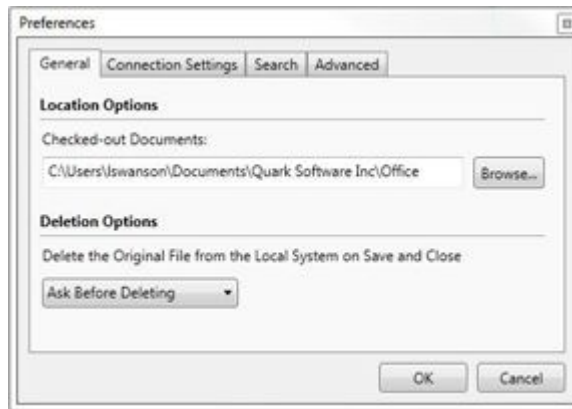 Preferences
General Connection Settings Search Advanced
Location Options
Checked-out Documents:
C:\Users\lswanson\Documents\Quark Software Inc\Office Browse...
Deletion Options
Delete the Original File from the Local System on Save and Close
Ask Before Deleting
OK Cancel